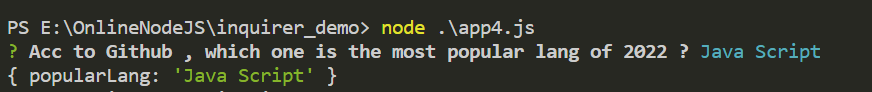 PS E:\OnlineNodeJS\inquirer_demo> node .\app4.js
? Acc to Github , which one is the most popular lang of 2022 ? Java Script
{ popularLang: 'Java Script' }